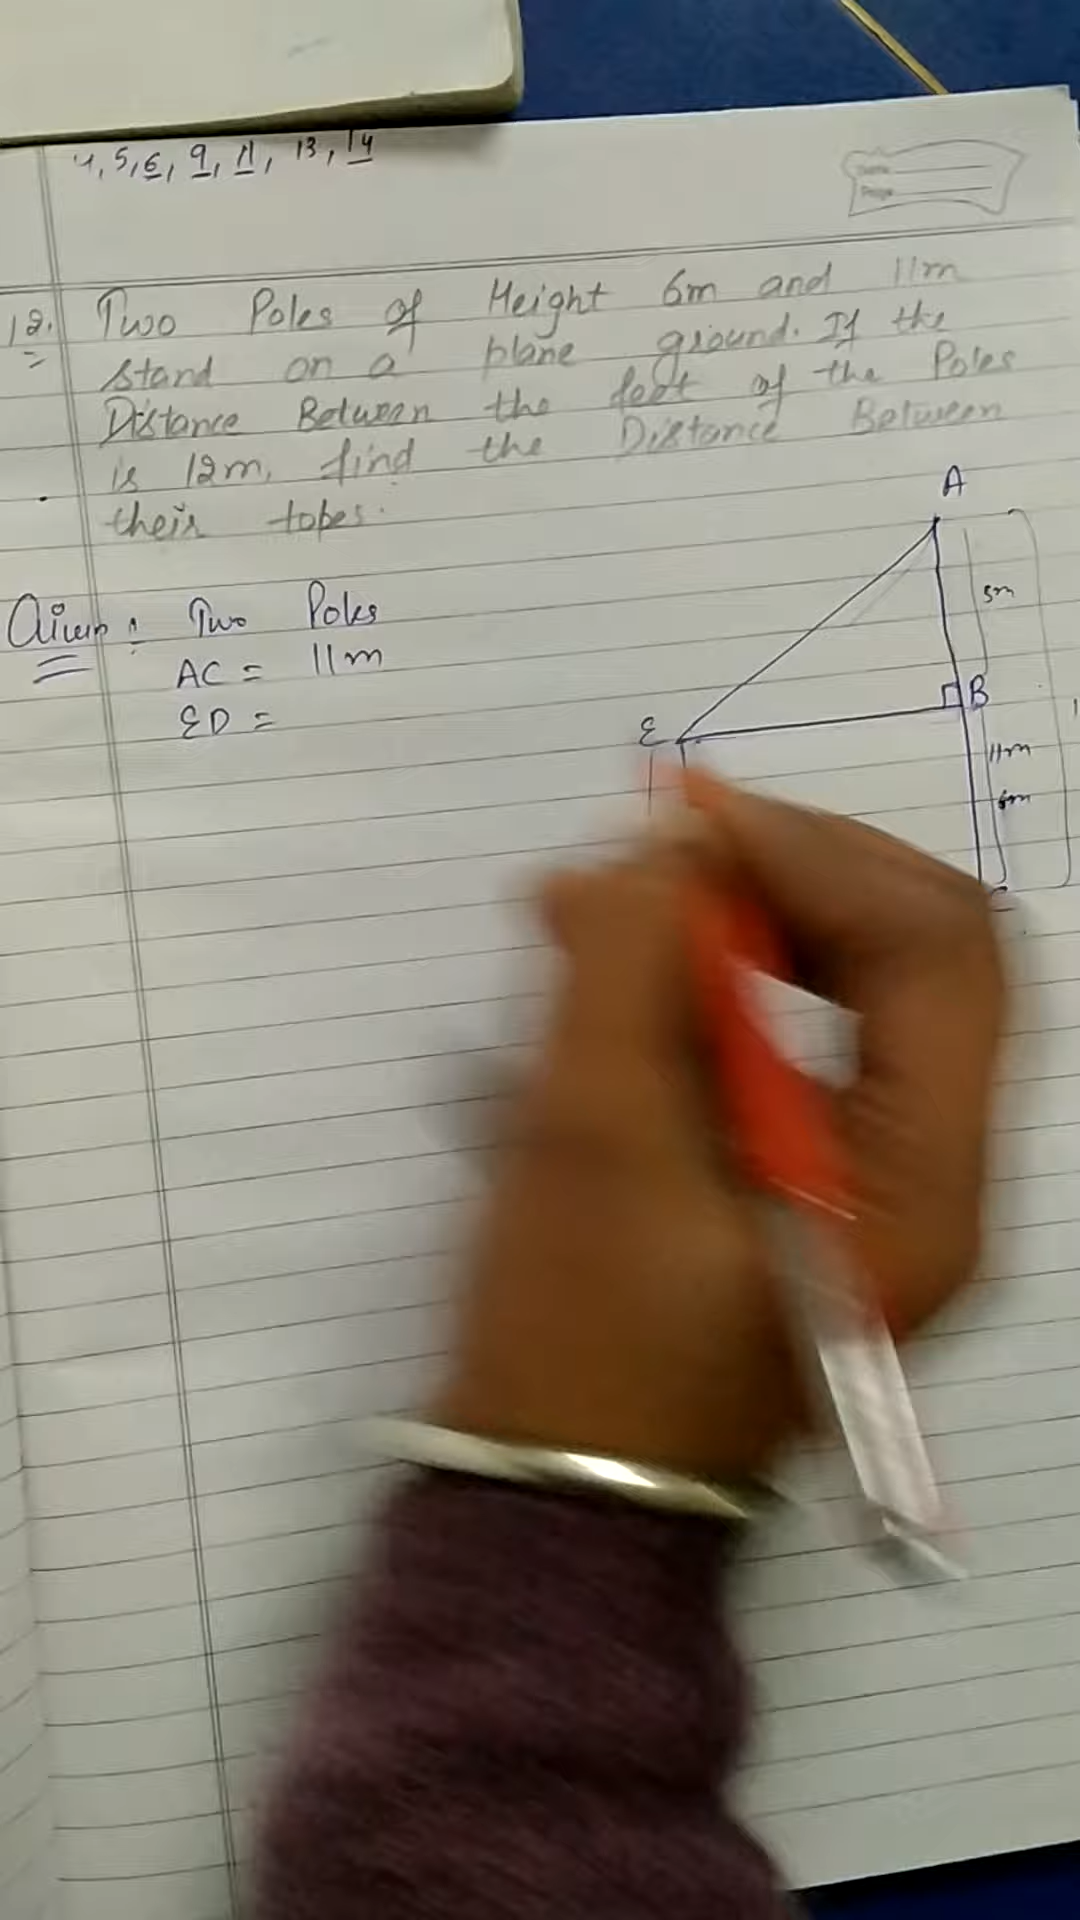 4, 5, 6, 9, 11, 13, 14
12. Two Poles of Height 6m and 11m
stand on a plane ground. If the
Distance Between the feet of the Poles
is 12m, find the Distance Between
their topes.
A
5m
Given: Two Poles
AC = 11m
B
ED =
E
11m
6m
C